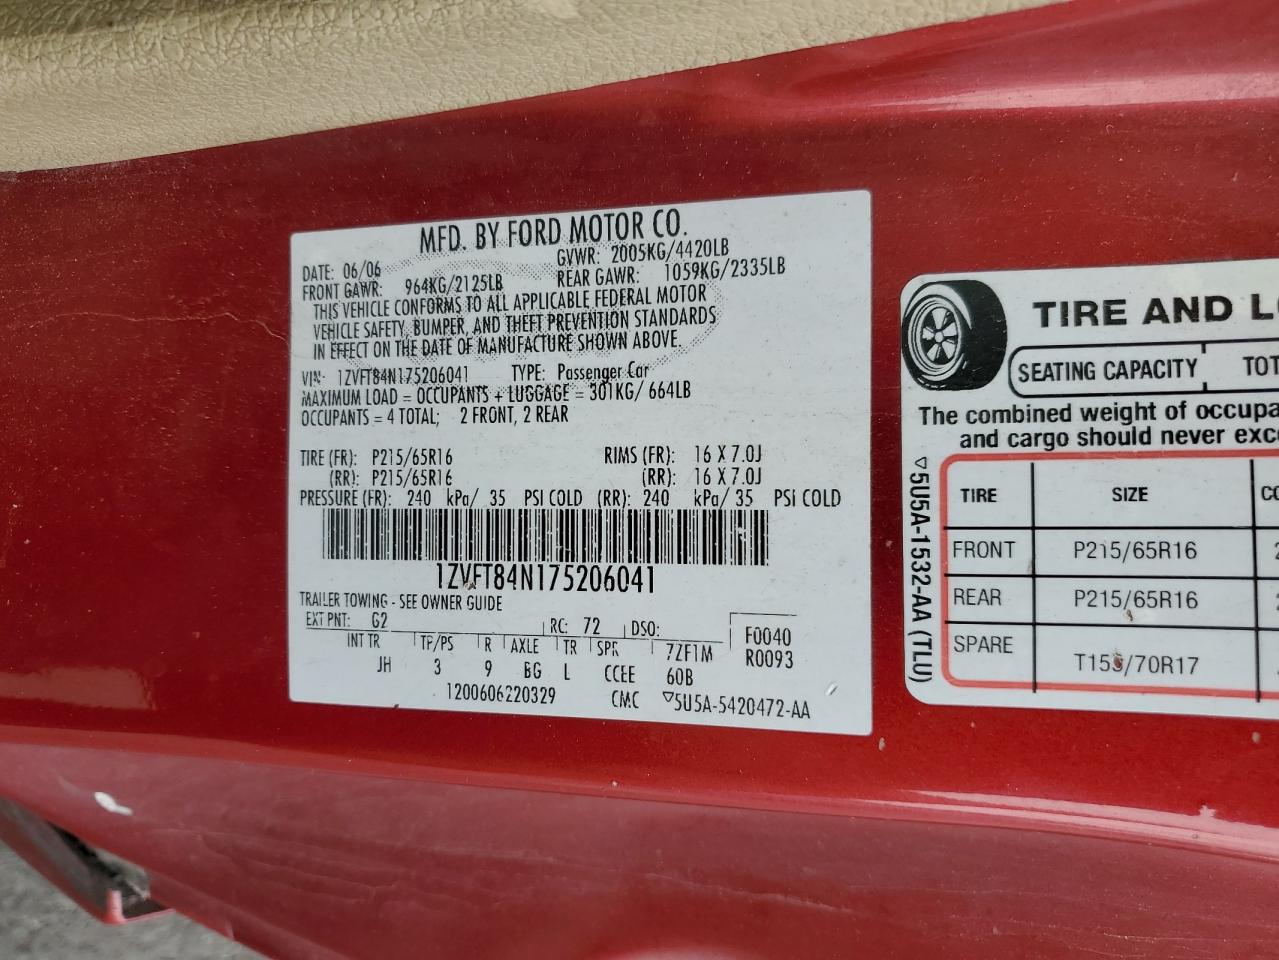 MFD. BY FORD MOTOR CO.
DATE: 06/06 GVWR: 2005KG/4420LB
FRONT GAWR: 964KG/2125LB REAR GAWR: 1059KG/2335LB
THIS VEHICLE CONFORMS TO ALL APPLICABLE FEDERAL MOTOR
VEHICLE SAFETY, BUMPER, AND THEFT PREVENTION STANDARDS
IN EFFECT ON THE DATE OF MANUFACTURE SHOWN ABOVE.
VIN: 1ZVFT84N175206041 TYPE: Passenger Car
MAXIMUM LOAD = OCCUPANTS + LUGGAGE = 301KG/ 664LB
OCCUPANTS = 4 TOTAL; 2 FRONT, 2 REAR
TIRE (FR): P215/65R16 RIMS (FR): 16 X 7.0J
(RR): P215/65R16 (RR): 16 X 7.0J
PRESSURE (FR): 240 kPa/ 35 PSI COLD (RR): 240 kPa/ 35 PSI COLD
1ZVFT84N175206041
TRAILER TOWING - SEE OWNER GUIDE
EXT PNT: G2 RC: 72 DSO: F0040
INT TR TP/PS R AXLE TR SPR 7ZF1M R0093
JH 3 9 BG L CCEE 60B
1200606220329 CMC ▽5U5A-5420472-AA
TIRE AND L
SEATING CAPACITY TOT
The combined weight of occupa
and cargo should never exc
TIRE SIZE CO
FRONT P215/65R16 2
REAR P215/65R16
SPARE T155/70R17
▽5U5A-1532-AA (TLU)